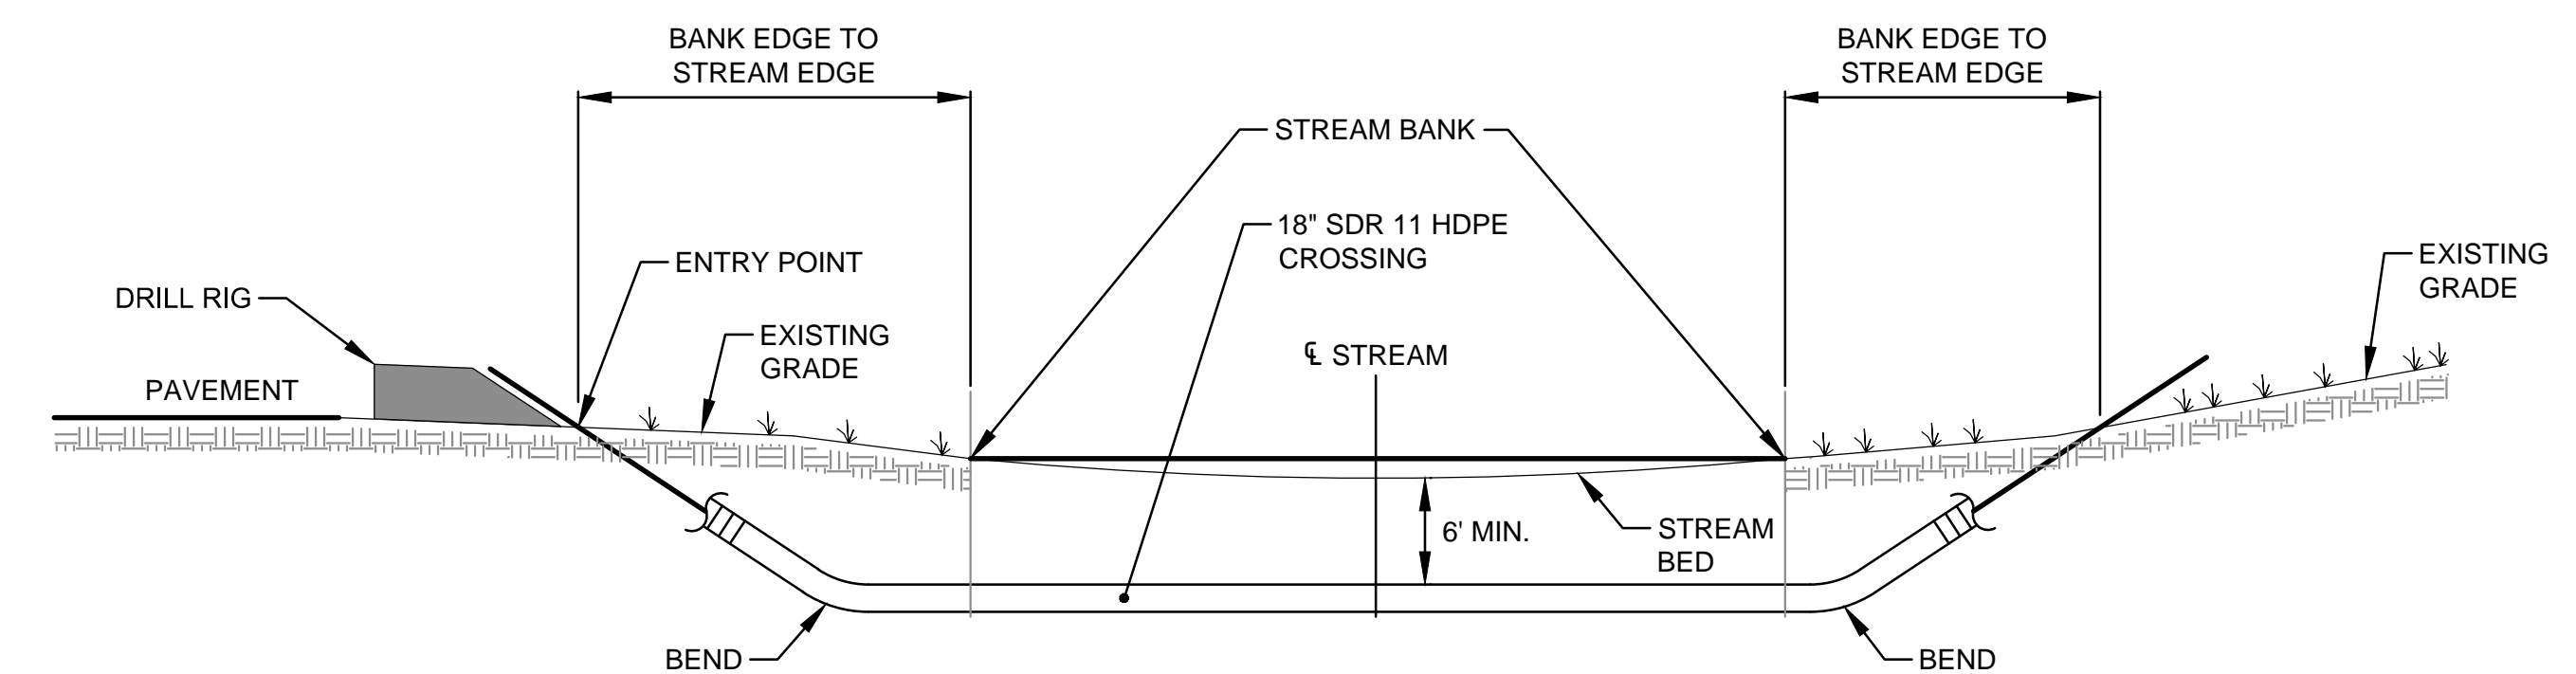 BANK EDGE TO
STREAM EDGE
BANK EDGE TO
STREAM EDGE
STREAM BANK
18" SDR 11 HDPE
CROSSING
ENTRY POINT
EXISTING
GRADE
DRILL RIG
EXISTING
GRADE
℄ STREAM
PAVEMENT
6' MIN.
STREAM
BED
BEND
BEND